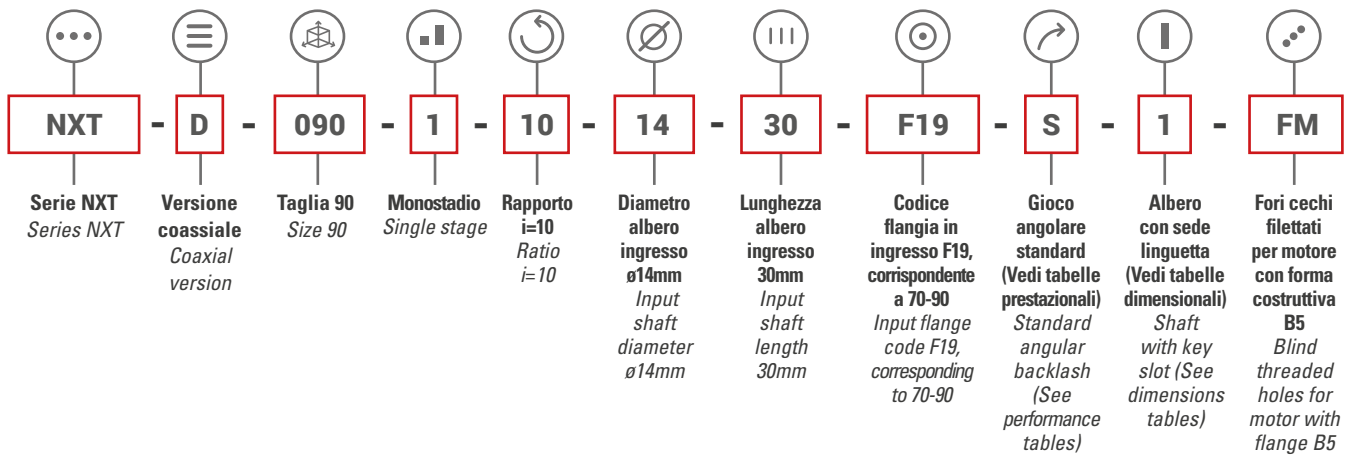 NXT - D - 090 - 1 - 10 - 14 - 30 - F19 - S - 1 - FM
Serie NXT
Series NXT
Versione
coassiale
Coaxial
version
Taglia 90
Size 90
Monostadio
Single stage
Rapporto
i=10
Ratio
i=10
Diametro
albero
ingresso
ø14mm
Input
shaft
diameter
ø14mm
Lunghezza
albero
ingresso
30mm
Input
shaft
length
30mm
Codice
flangia in
ingresso F19,
corrispondente
a 70-90
Input flange
code F19,
corresponding
to 70-90
Gioco
angolare
standard
(Vedi tabelle
prestazionali)
Standard
angular
backlash
(See
performance
tables)
Albero
con sede
linguetta
(Vedi tabelle
dimensionali)
Shaft
with key
slot (See
dimensions
tables)
Fori cechi
filettati
per motore
con forma
costruttiva
B5
Blind
threaded
holes for
motor with
flange B5